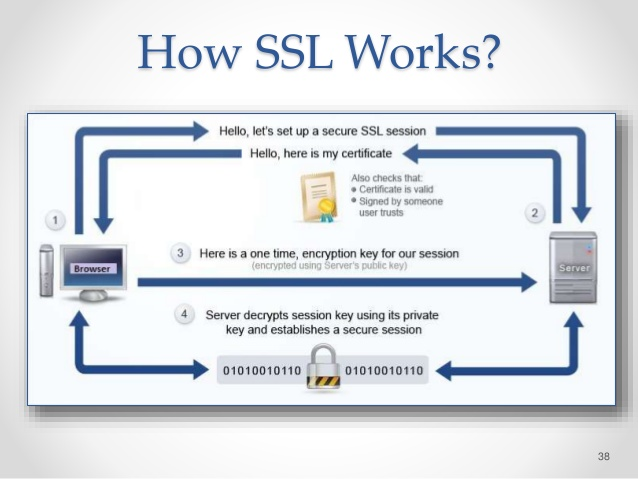 How SSL Works?
Hello, let's set up a secure SSL session
Hello, here is my certificate
Also checks that:
Certificate is valid
Signed by someone
user trusts
1
2
3 Here is a one time, encryption key for our session
(encrypted using Server's public key)
Browser
Server
4 Server decrypts session key using its private
key and establishes a secure session
01010010110 01010010110
38